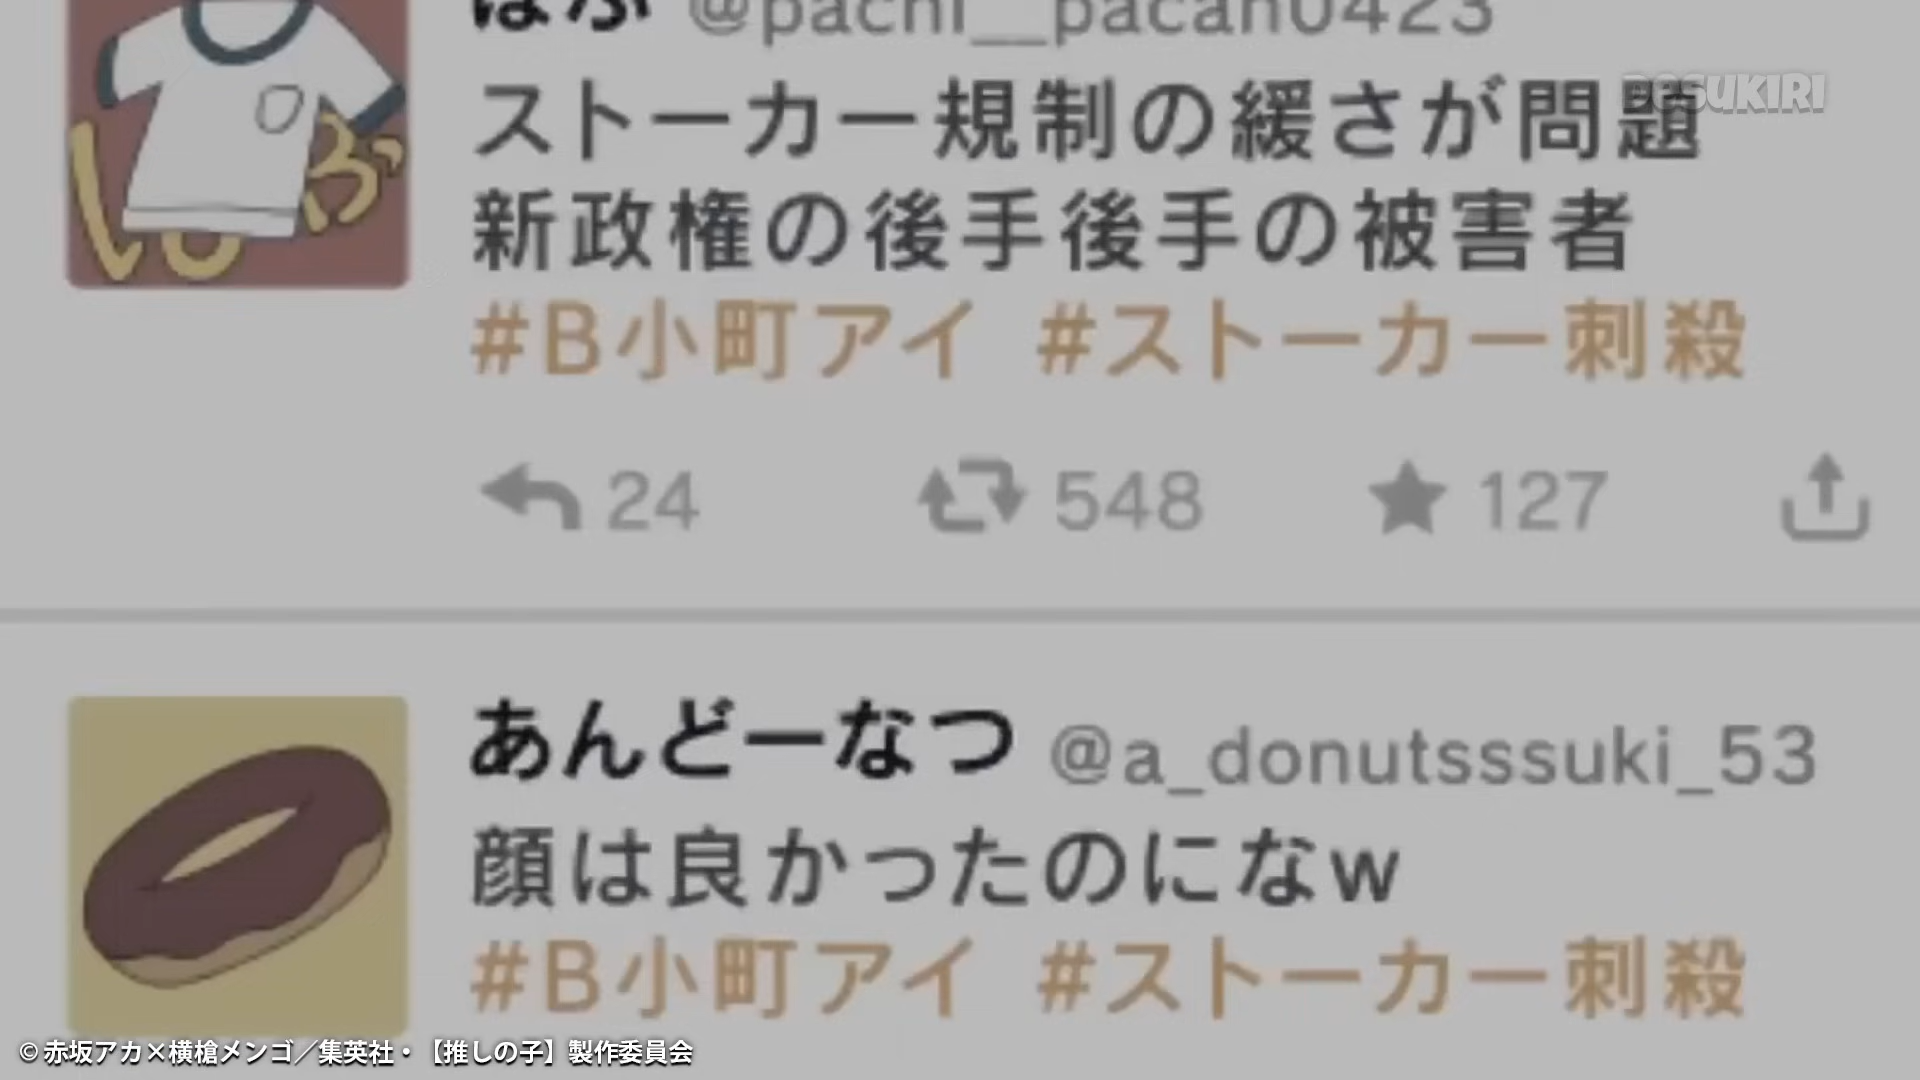 @pachi__pacan0423
ストーカー規制の緩さが問題
新政権の後手後手の被害者
#B小町アイ #ストーカー刺殺
24 548 127
あんどーなつ @a_donutsssuki_53
顔は良かったのになw
#B小町アイ #ストーカー刺殺
DOSUKIRI
©赤坂アカ×横槍メンゴ／集英社・【推しの子】製作委員会